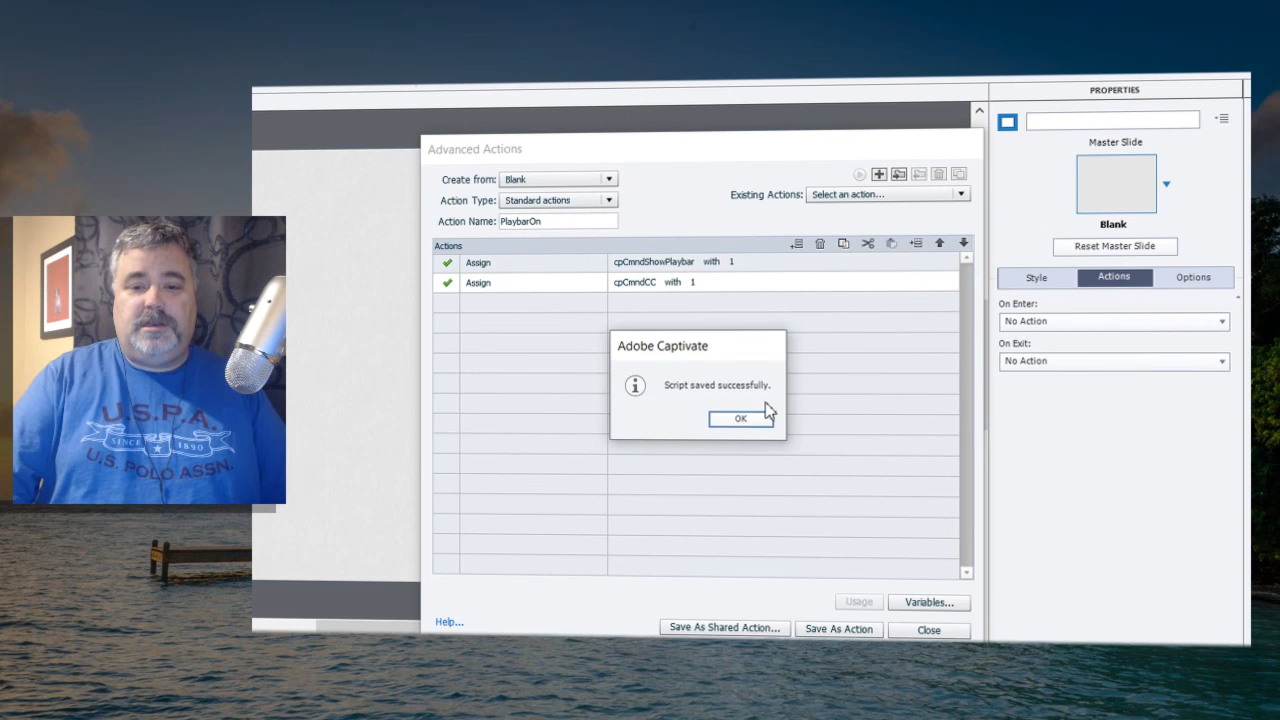 PROPERTIES
Master Slide
Blank
Reset Master Slide
Style Actions Options
On Enter:
No Action
On Exit:
No Action
Advanced Actions
Create from: Blank
Existing Actions: Select an action...
Action Type: Standard actions
Action Name: PlaybarOn
Actions
Assign cpCmndShowPlaybar with 1
Assign cpCmndCC with 1
Adobe Captivate
Script saved successfully.
OK
Usage Variables...
Help... Save As Shared Action... Save As Action Close
U.S.P.A.
SINCE 1890
U.S. POLO ASSN.